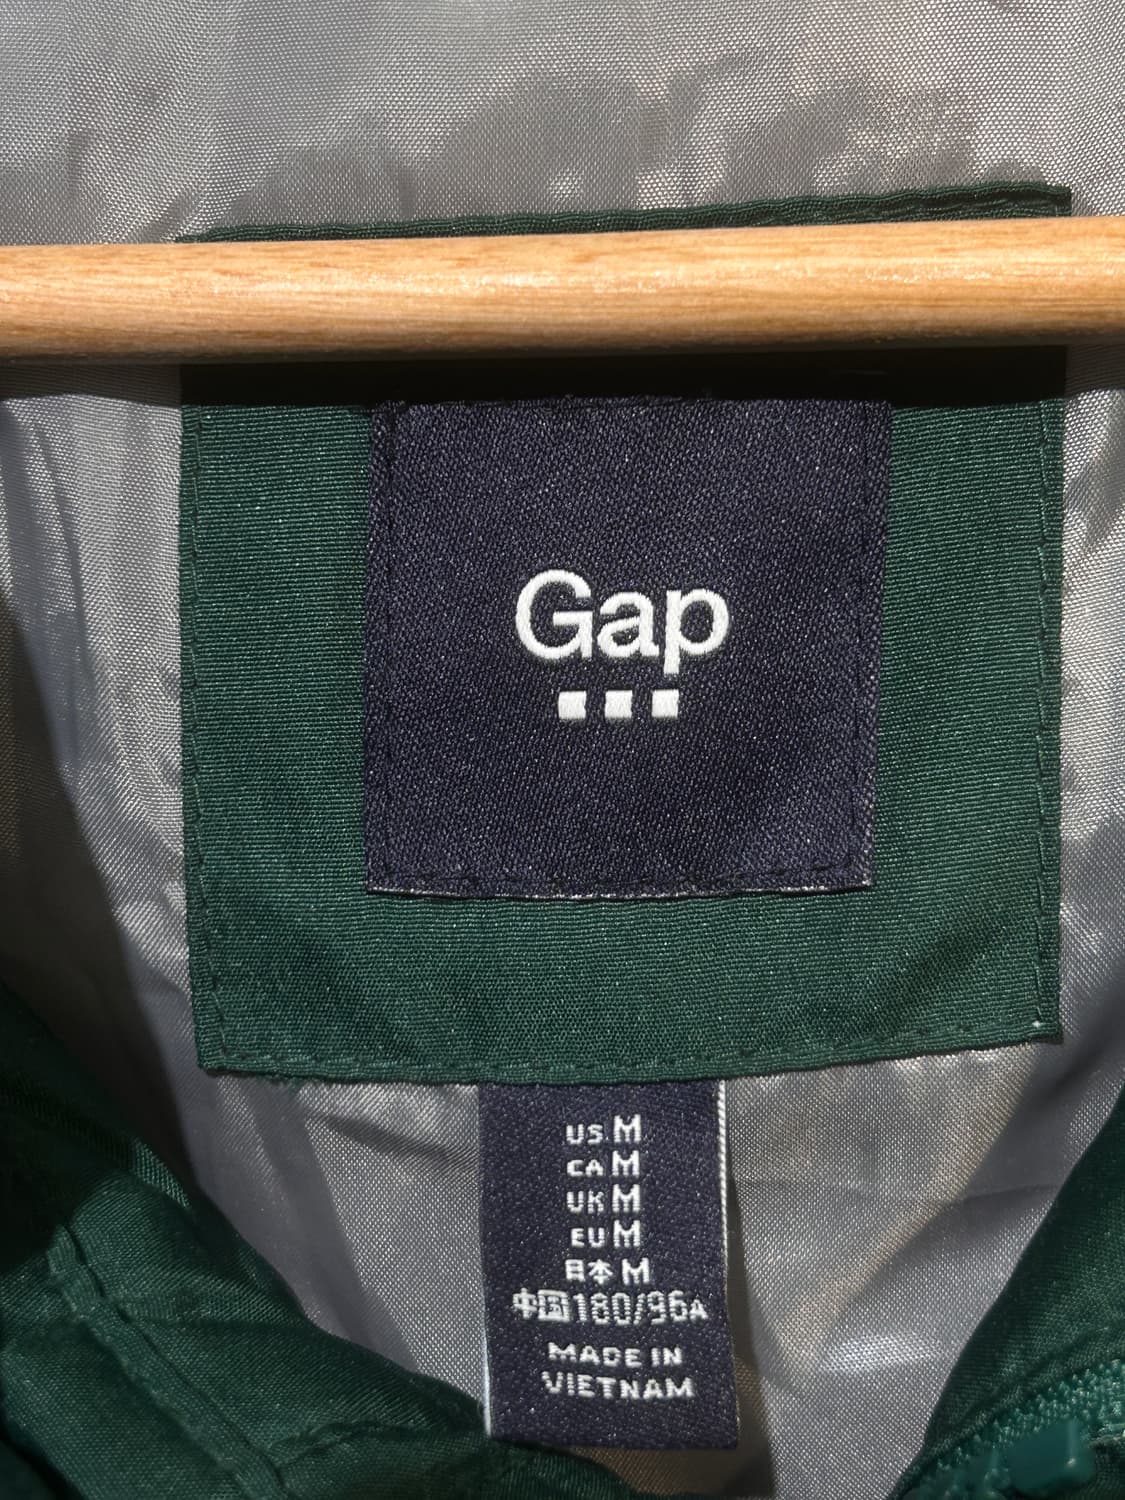 Gap
US M
CA M
UK M
EU M
日本 M
中国 180/96A
MADE IN
VIETNAM